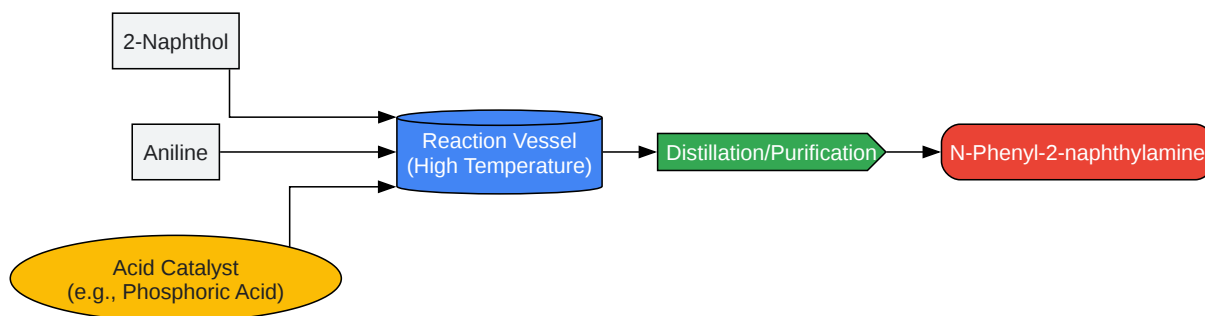 2-Naphthol
Aniline
Acid Catalyst
(e.g., Phosphoric Acid)
Reaction Vessel
(High Temperature)
Distillation/Purification
N-Phenyl-2-naphthylamine